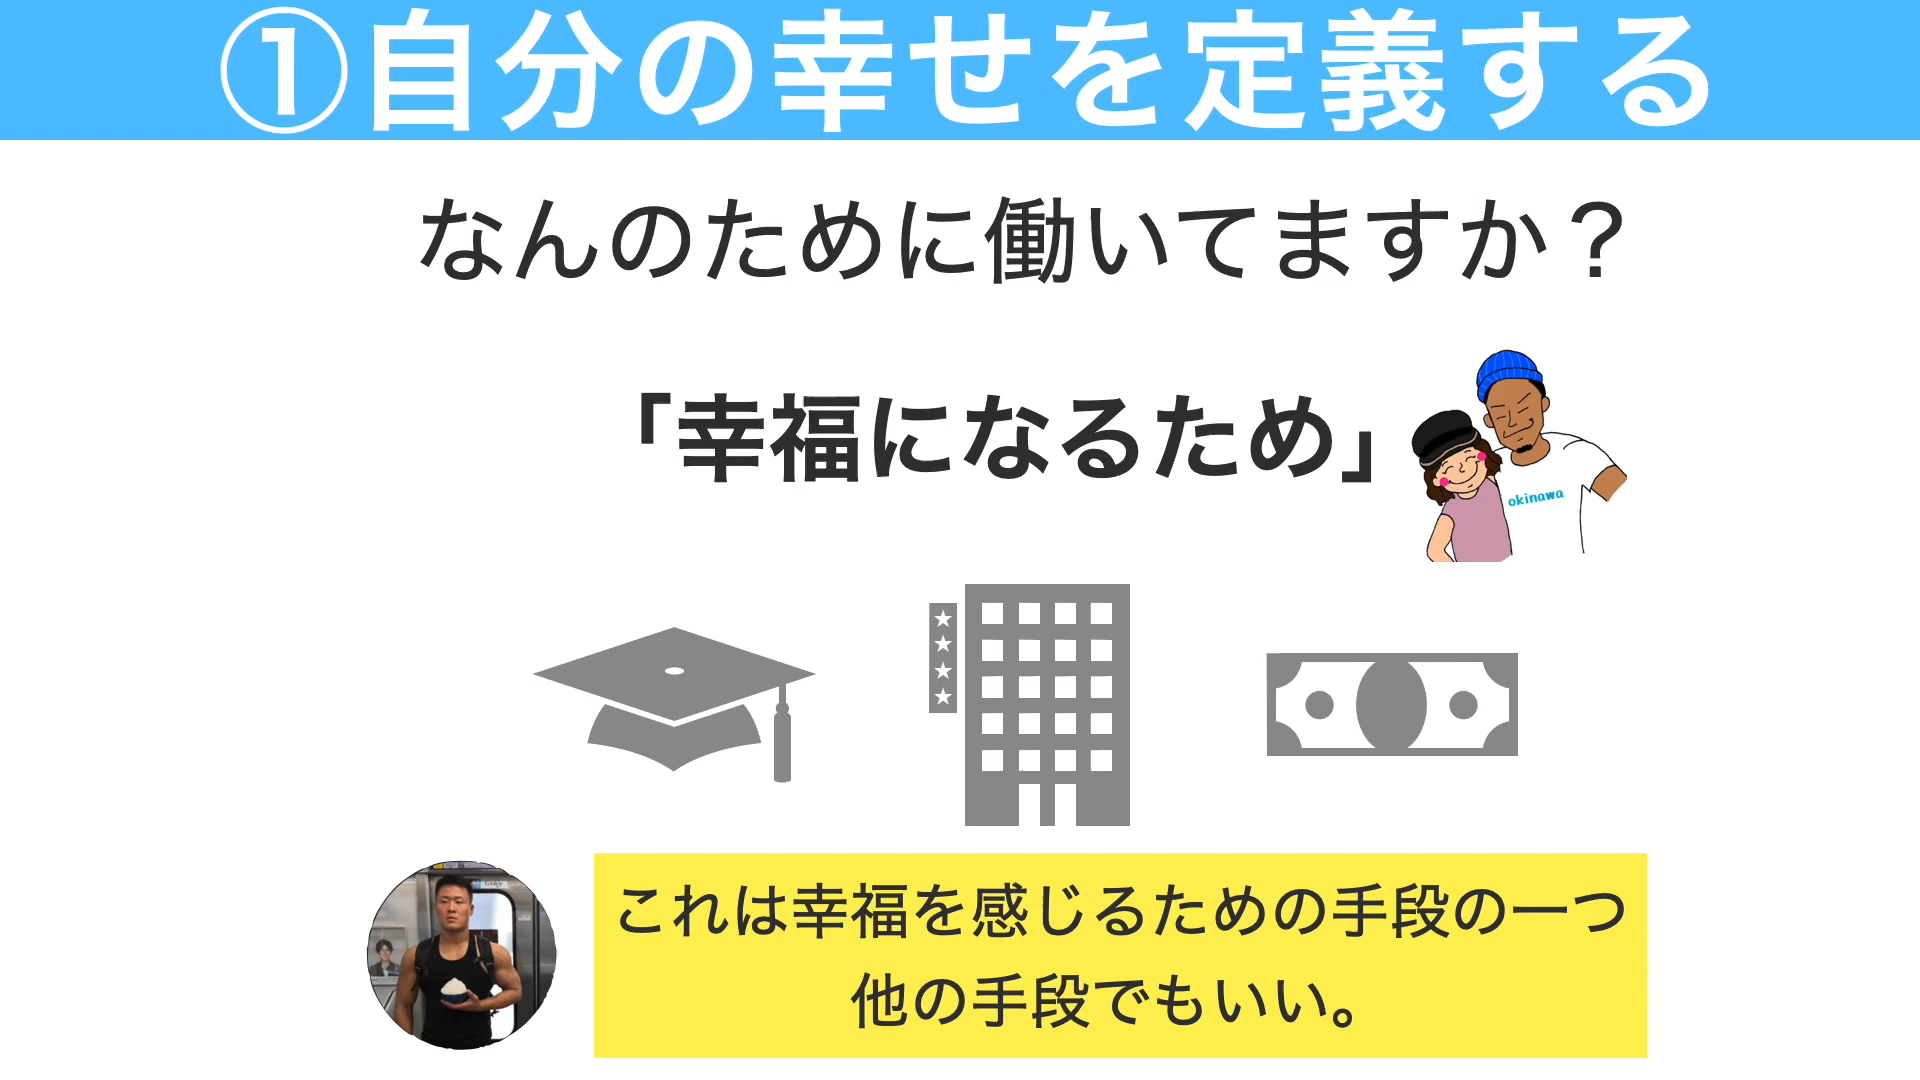 ①自分の幸せを定義する
なんのために働いてますか？
「幸福になるため」
okinawa
これは幸福を感じるための手段の一つ
他の手段でもいい。